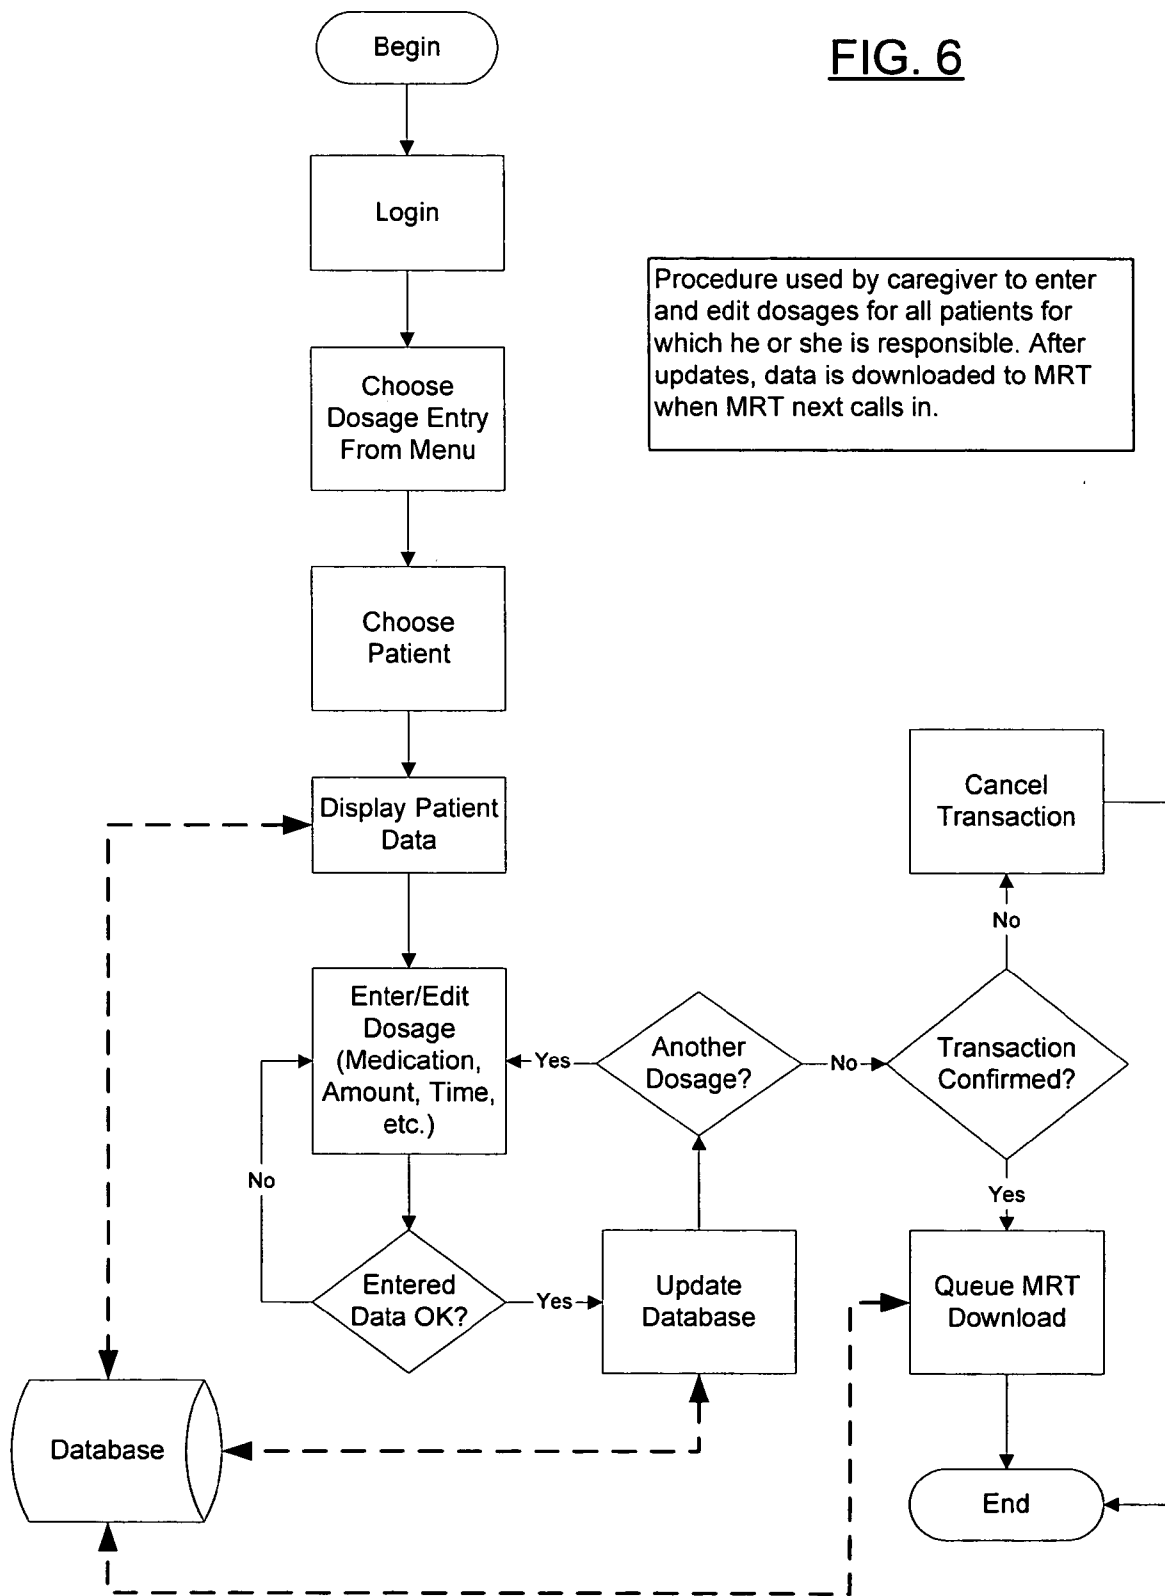 Begin
FIG. 6
Login
Procedure used by caregiver to enter
and edit dosages for all patients for
which he or she is responsible. After
updates, data is downloaded to MRT
when MRT next calls in.
Choose
Dosage Entry
From Menu
Choose
Patient
Display Patient
Data
Cancel
Transaction
No
Enter/Edit
Dosage
(Medication,
Amount, Time,
etc.)
Yes
Another
Dosage?
No
Transaction
Confirmed?
No
Yes
Entered
Data OK?
Yes
Update
Database
Queue MRT
Download
Database
End